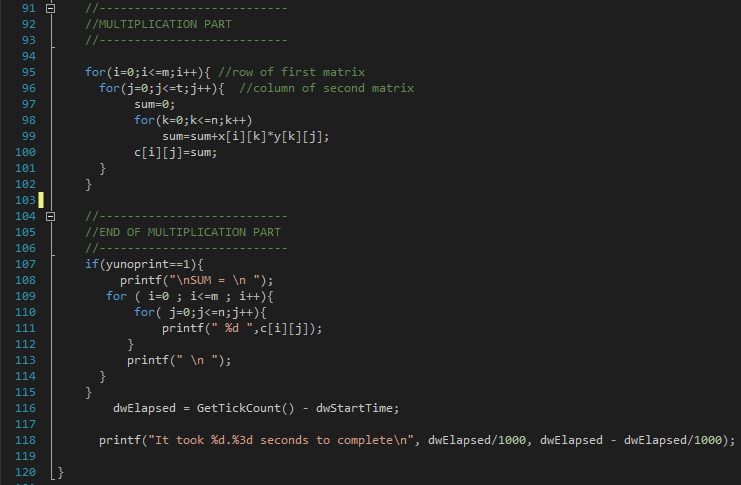 91 //---------------------------
92 //MULTIPLICATION PART
93 //---------------------------
94
95 for(i=0;i<=m;i++){ //row of first matrix
96 for(j=0;j<=t;j++){  //column of second matrix
97 sum=0;
98 for(k=0;k<=n;k++)
99 sum=sum+x[i][k]*y[k][j];
100 c[i][j]=sum;
101 }
102 }
103
104 //---------------------------
105 //END OF MULTIPLICATION PART
106 //---------------------------
107 if(yunoprint==1){
108 printf("\nSUM = \n ");
109 for ( i=0 ; i<=m ; i++){
110 for( j=0;j<=n;j++){
111 printf(" %d ",c[i][j]);
112 }
113 printf(" \n ");
114 }
115 }
116 dwElapsed = GetTickCount() - dwStartTime;
117
118 printf("It took %d.%3d seconds to complete\n", dwElapsed/1000, dwElapsed - dwElapsed/1000);
119
120 }